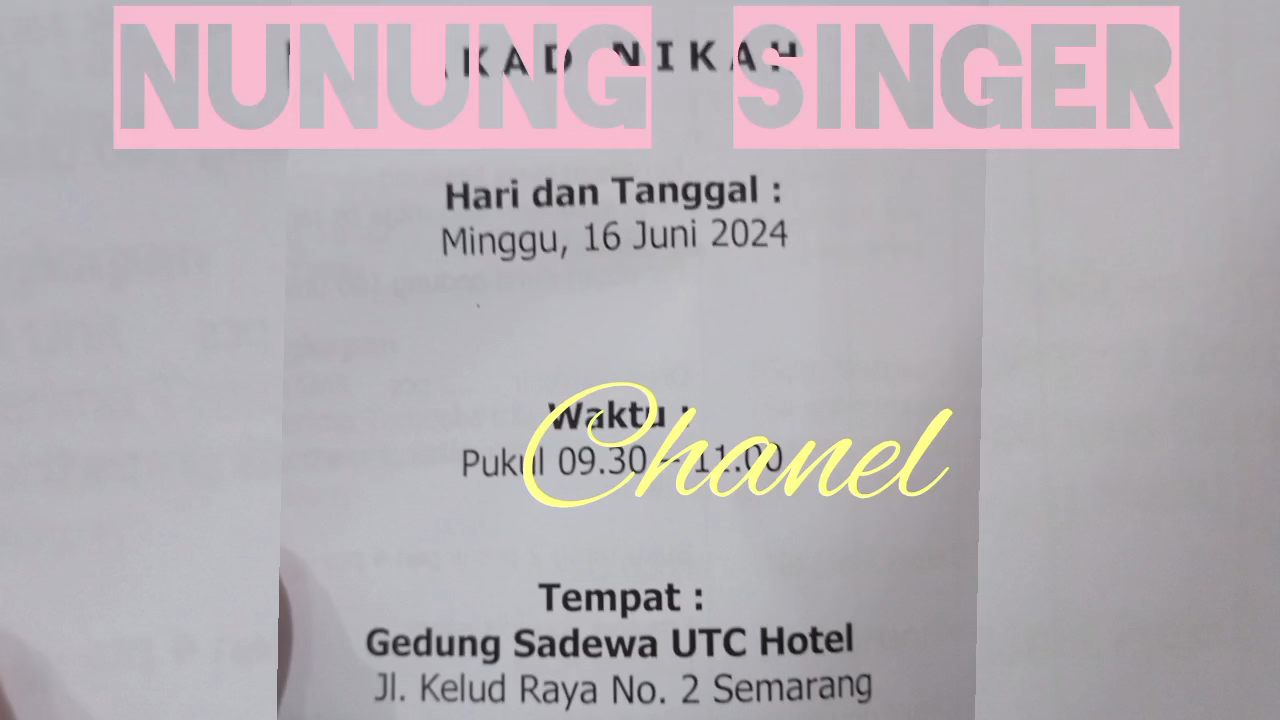 NUNUNG SINGER
AKAD NIKAH
Hari dan Tanggal :
Minggu, 16 Juni 2024
Waktu :
Pukul 09.30 - 11.00
Chanel
Tempat :
Gedung Sadewa UTC Hotel
Jl. Kelud Raya No. 2 Semarang